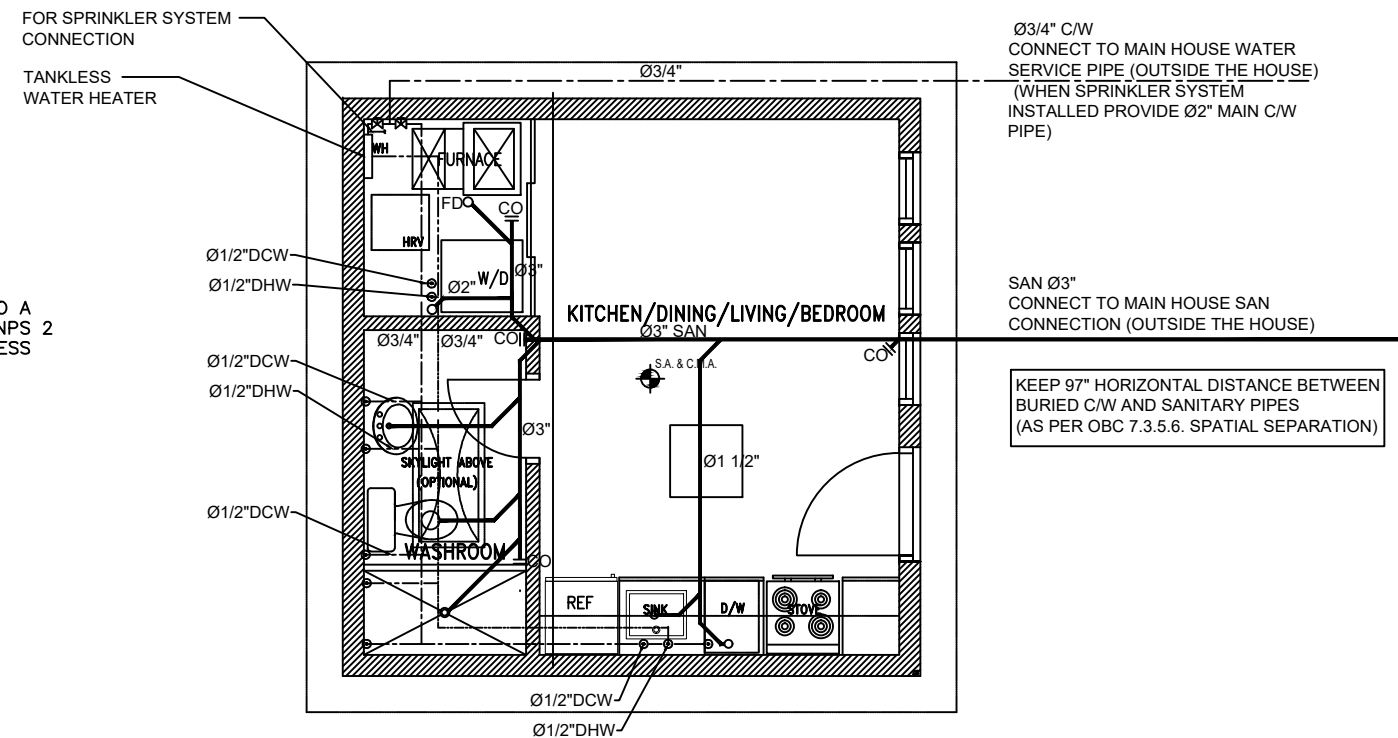 FOR SPRINKLER SYSTEM
CONNECTION
TANKLESS
WATER HEATER
Ø3/4"
Ø3/4" C/W
CONNECT TO MAIN HOUSE WATER
SERVICE PIPE (OUTSIDE THE HOUSE)
(WHEN SPRINKLER SYSTEM
INSTALLED PROVIDE Ø2" MAIN C/W
PIPE)
WH
FURNACE
FD
CO
HRV
Ø1/2"DCW
Ø1/2"DHW
W/D
Ø3"
Ø2"
O A
NPS 2
ESS
KITCHEN/DINING/LIVING/BEDROOM
Ø3/4"
Ø3/4"
CO
Ø3" SAN
CO
SAN Ø3"
CONNECT TO MAIN HOUSE SAN
CONNECTION (OUTSIDE THE HOUSE)
S.A. & C.M.A.
Ø1/2"DCW
Ø1/2"DHW
Ø3"
KEEP 97" HORIZONTAL DISTANCE BETWEEN
BURIED C/W AND SANITARY PIPES
(AS PER OBC 7.3.5.6. SPATIAL SEPARATION)
SKYLIGHT ABOVE
(OPTIONAL)
Ø1 1/2"
Ø1/2"DCW
WASHROOM
CO
REF
SINK
D/W
STOVE
Ø1/2"DCW
Ø1/2"DHW